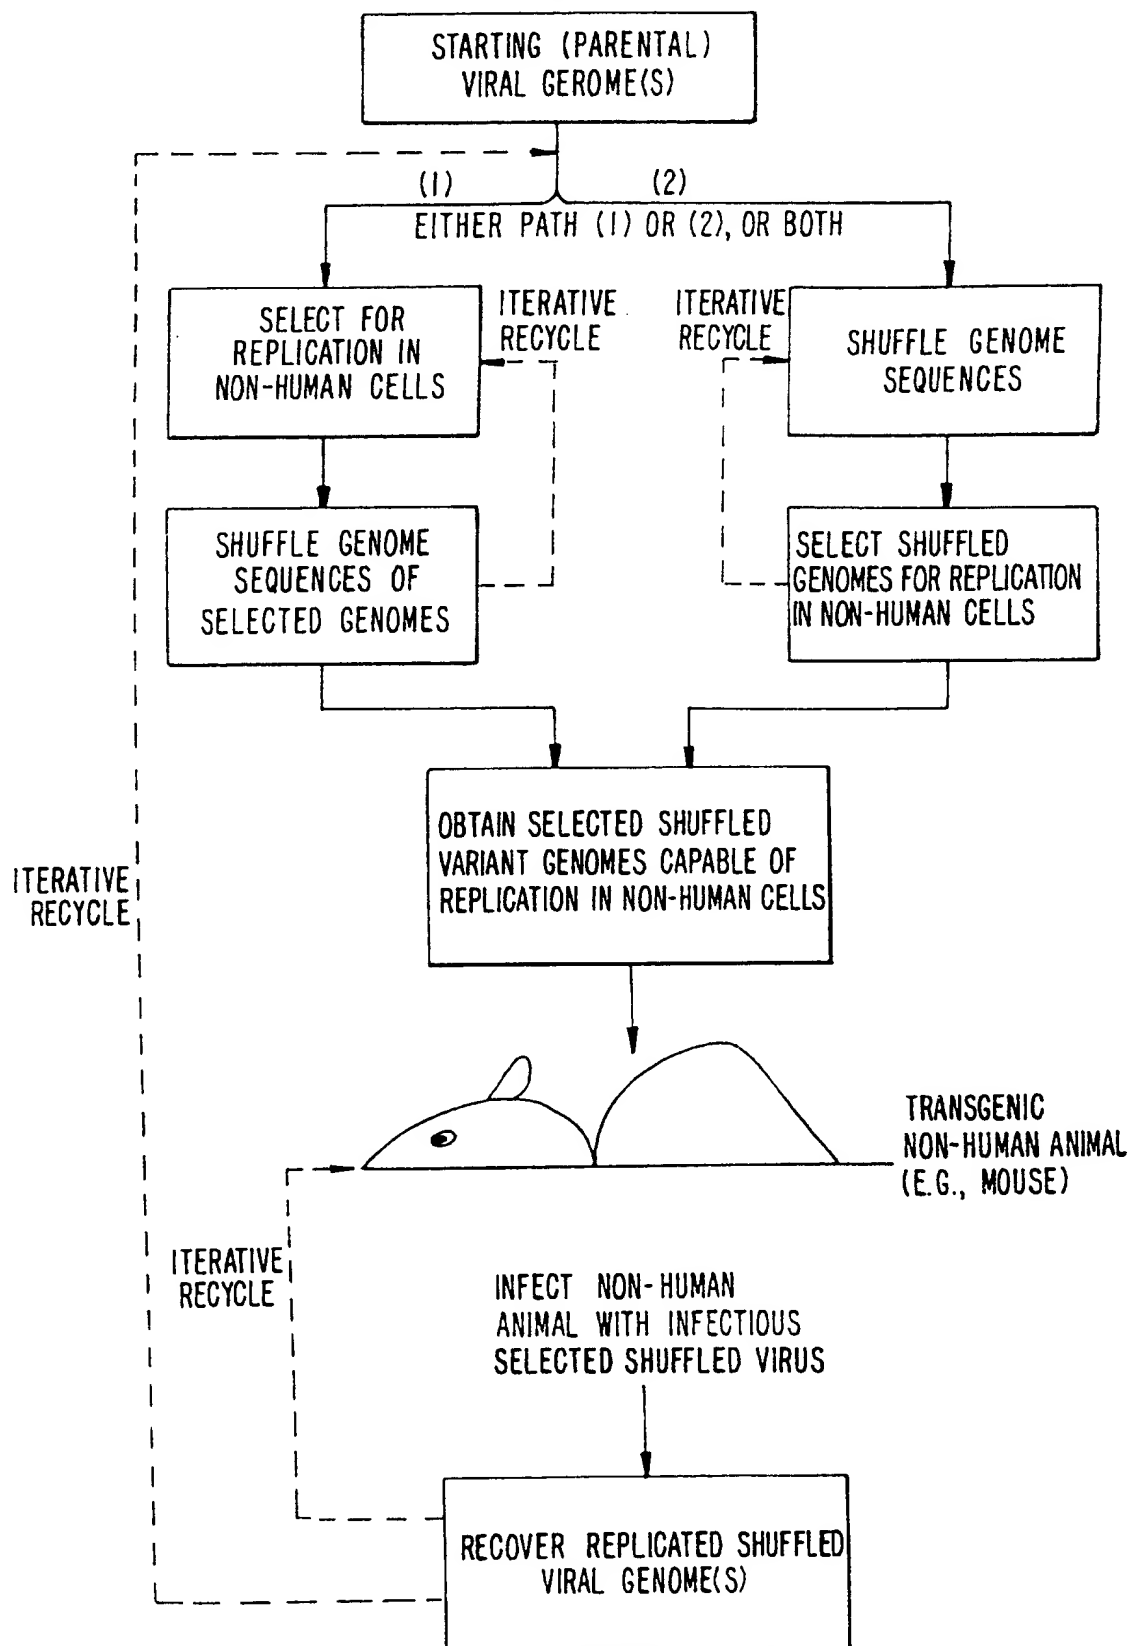 STARTING (PARENTAL)
VIRAL GEROME(S)
(1)
(2)
EITHER PATH (1) OR (2), OR BOTH
SELECT FOR
REPLICATION IN
NON-HUMAN CELLS
ITERATIVE
RECYCLE
ITERATIVE
RECYCLE
SHUFFLE GENOME
SEQUENCES
SHUFFLE GENOME
SEQUENCES OF
SELECTED GENOMES
SELECT SHUFFLED
GENOMES FOR REPLICATION
IN NON-HUMAN CELLS
OBTAIN SELECTED SHUFFLED
VARIANT GENOMES CAPABLE OF
REPLICATION IN NON-HUMAN CELLS
ITERATIVE
RECYCLE
TRANSGENIC
NON-HUMAN ANIMAL
(E.G., MOUSE)
ITERATIVE
RECYCLE
INFECT NON-HUMAN
ANIMAL WITH INFECTIOUS
SELECTED SHUFFLED VIRUS
RECOVER REPLICATED SHUFFLED
VIRAL GENOME(S)